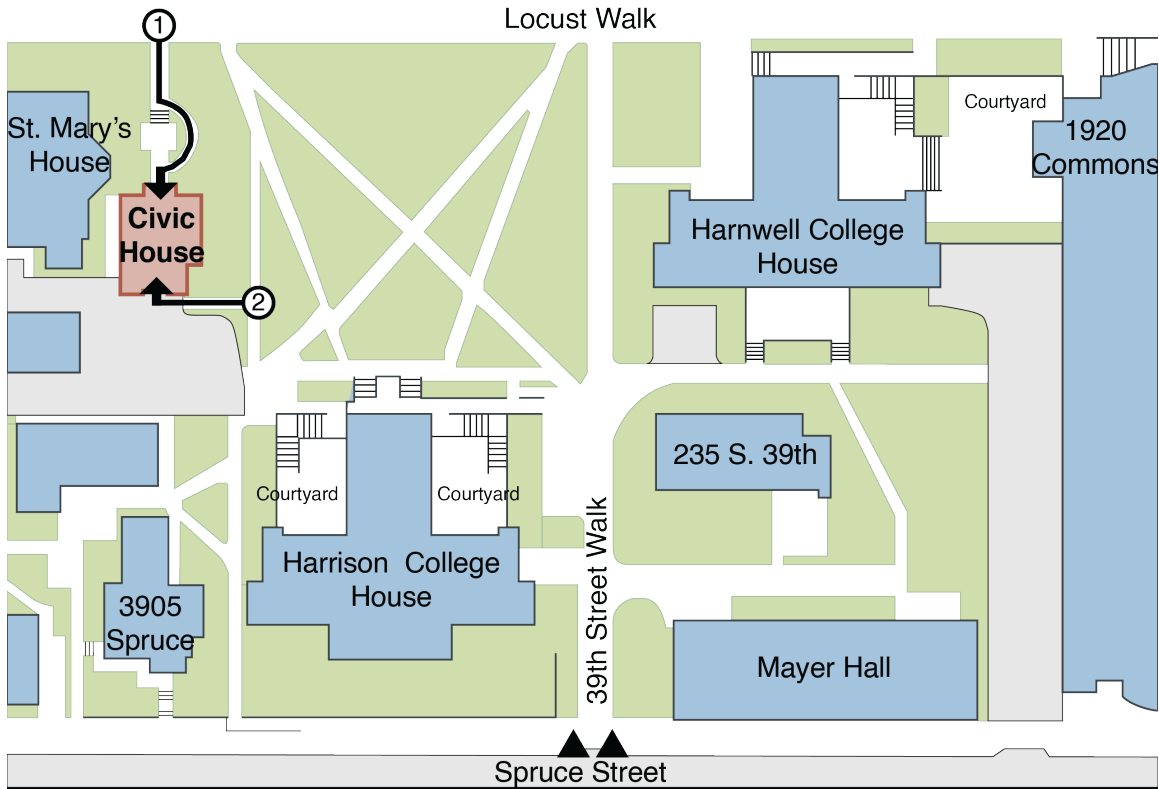 Locust Walk
1
Courtyard
St. Mary's
House
1920
Commons
Civic
House
Harnwell College
House
2
235 S. 39th
Courtyard
Courtyard
39th Street Walk
Harrison College
House
3905
Spruce
Mayer Hall
Spruce Street